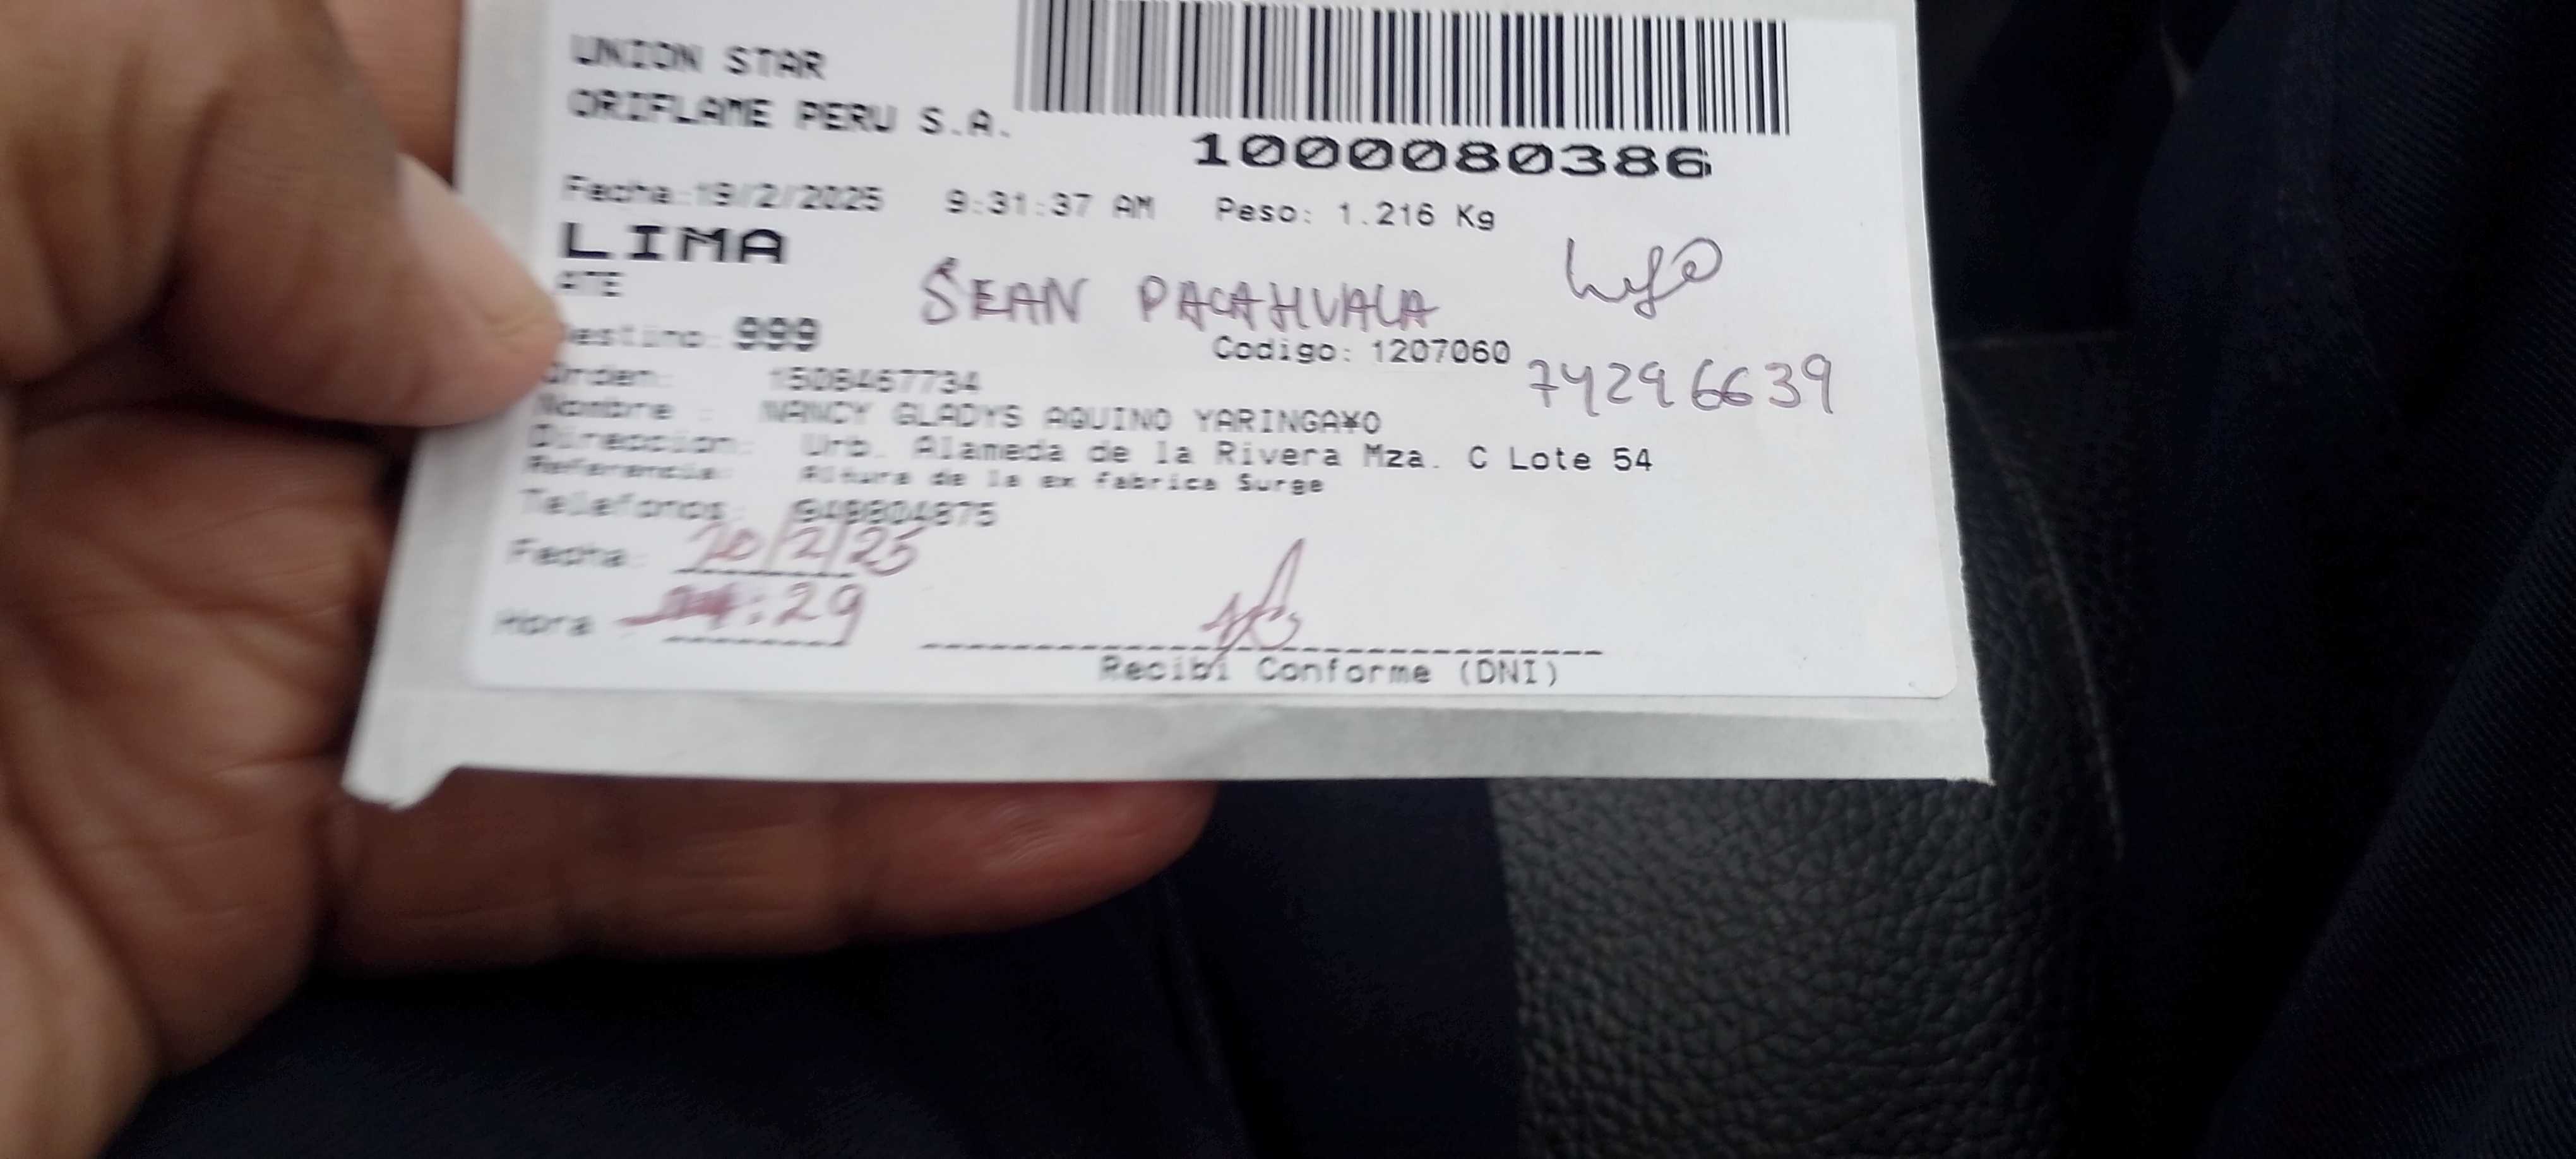 UNION STAR
ORIFLAME PERU S.A.
1000080386
Fecha:19/2/2025 9:31:37 AM Peso: 1.216 Kg
LIMA
ATE
SEAN PACAHUALA
Destino: 999
Codigo: 1207060
74296639
Orden: 1506467734
Nombre : NANCY GLADYS AQUINO YARINGA¥O
Direccion: Urb. Alameda de la Rivera Mza. C Lote 54
Referencia: Altura de la ex fabrica Surge
Telefonos: 949804875
Fecha: 20/2/25
Hora :29
Recibi Conforme (DNI)